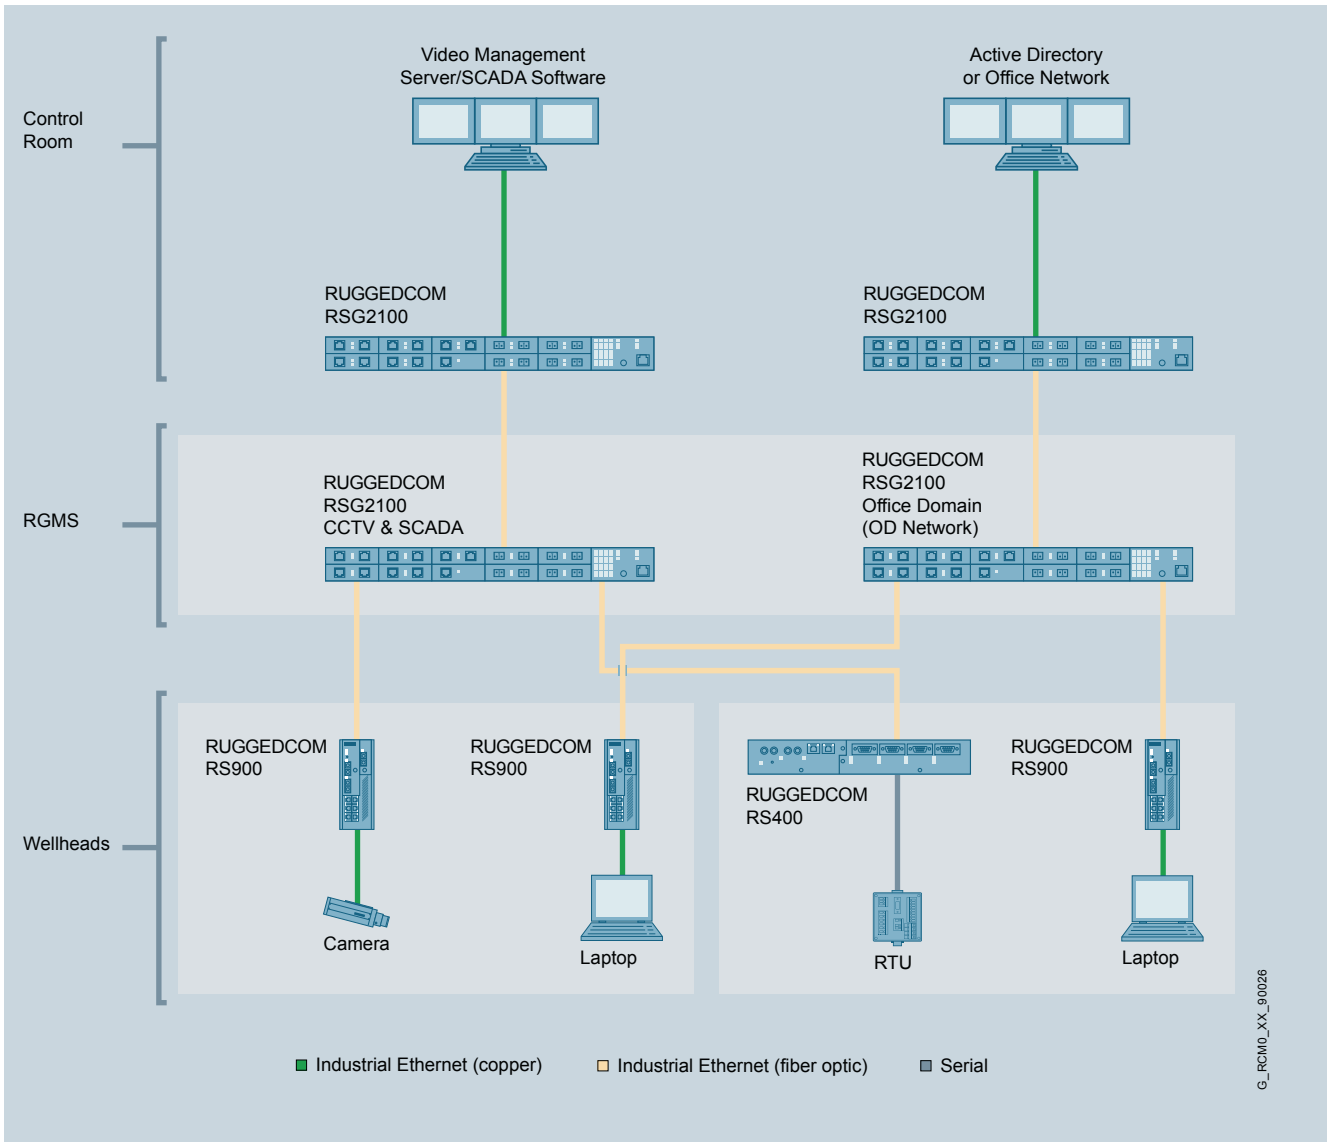 Video Management
Server/SCADA Software
Active Directory
or Office Network
Control
Room
RUGGEDCOM
RSG2100
RUGGEDCOM
RSG2100
RGMS
RUGGEDCOM
RSG2100
CCTV & SCADA
RUGGEDCOM
RSG2100
Office Domain
(OD Network)
Wellheads
RUGGEDCOM
RS900
RUGGEDCOM
RS900
RUGGEDCOM
RS400
RUGGEDCOM
RS900
Camera
Laptop
RTU
Laptop
G_RCM0_XX_90026
Industrial Ethernet (copper)
Industrial Ethernet (fiber optic)
Serial